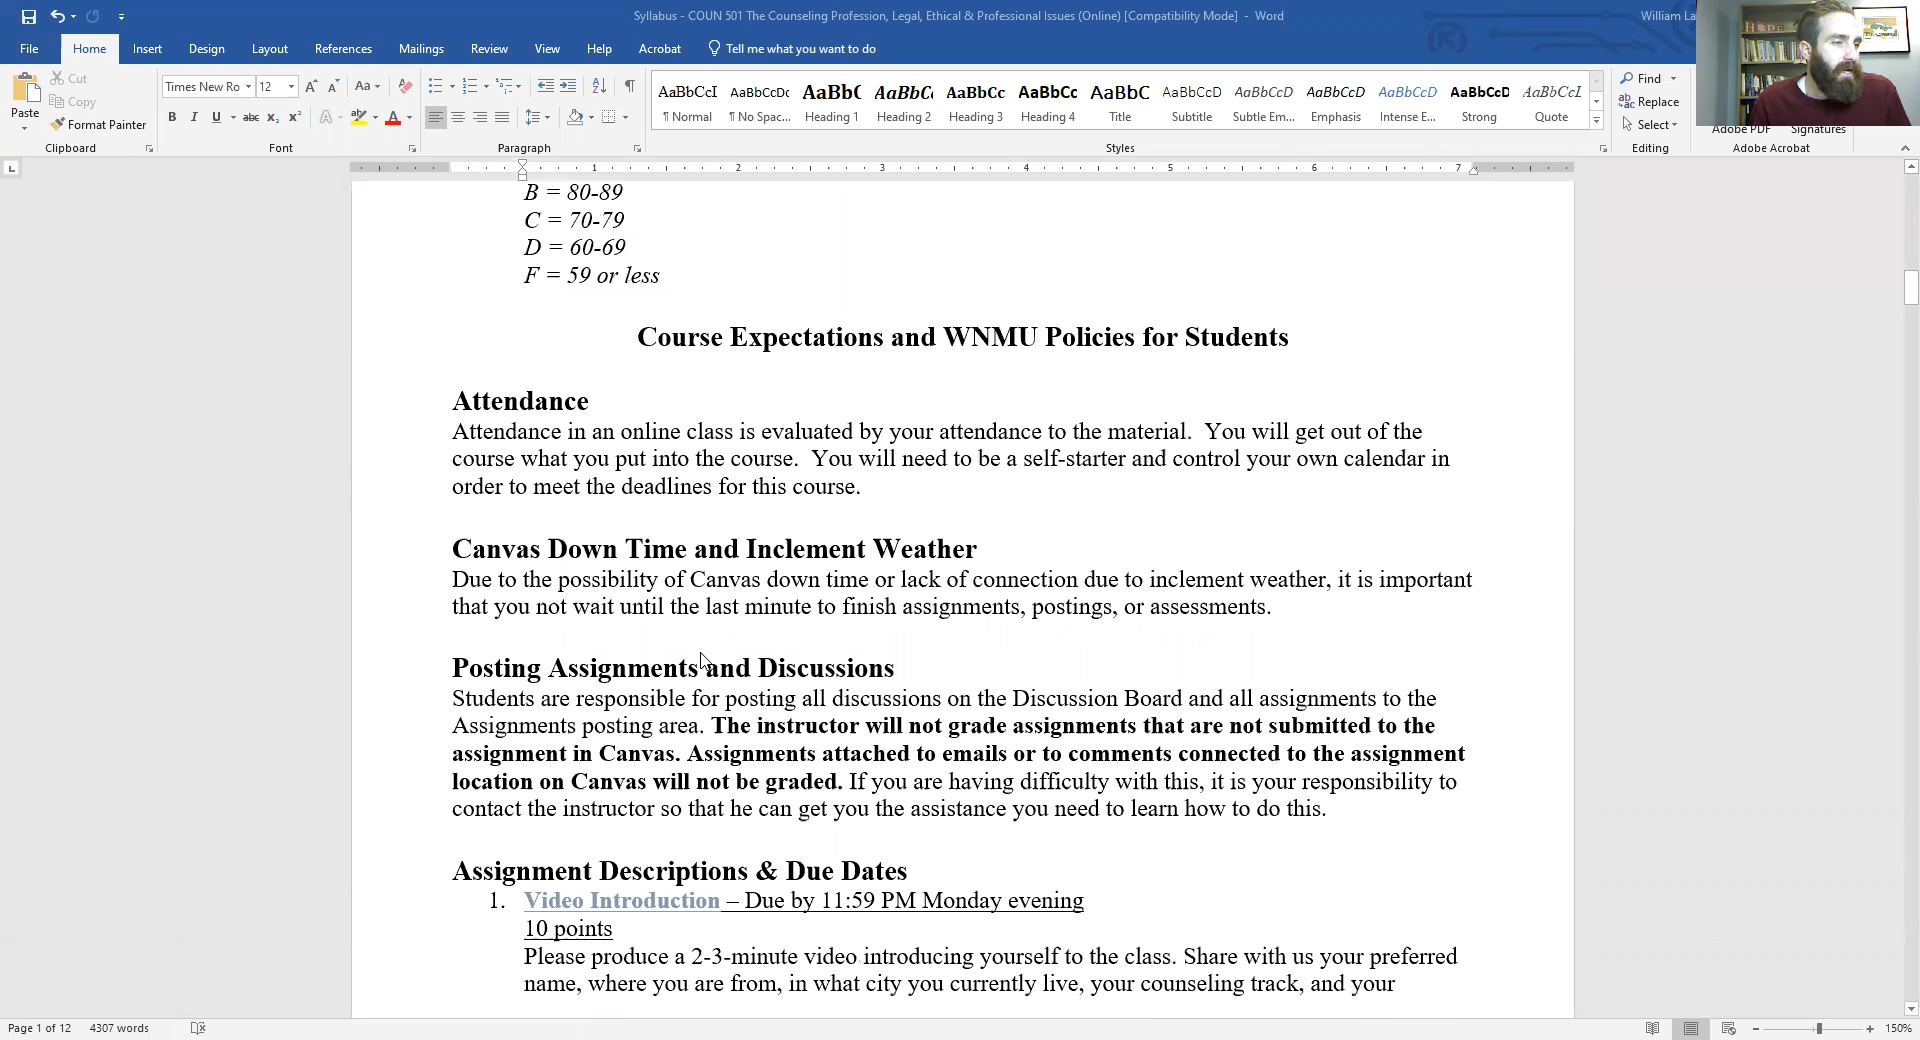 Syllabus - COUN 501 The Counseling Profession, Legal, Ethical & Professional Issues (Online) [Compatibility Mode] - Word
William La
File Home Insert Design Layout References Mailings Review View Help Acrobat Tell me what you want to do
Paste
Cut
Copy
Format Painter
Clipboard
Times New Ro 12
Font
Paragraph
AaBbCcI AaBbCcDc AaBbC AaBbC AaBbCc AaBbCc AaBbC AaBbCcD AaBbCcD AaBbCcD AaBbCcD AaBbCcD AaBbCcL
¶ Normal ¶ No Spac... Heading 1 Heading 2 Heading 3 Heading 4 Title Subtitle Subtle Em... Emphasis Intense E... Strong Quote
Styles
Find
Replace
Select
Editing
Adobe PDF Signatures
Adobe Acrobat
1 2 3 4 5 6 7
B = 80-89
C = 70-79
D = 60-69
F = 59 or less
Course Expectations and WNMU Policies for Students
Attendance
Attendance in an online class is evaluated by your attendance to the material. You will get out of the
course what you put into the course. You will need to be a self-starter and control your own calendar in
order to meet the deadlines for this course.
Canvas Down Time and Inclement Weather
Due to the possibility of Canvas down time or lack of connection due to inclement weather, it is important
that you not wait until the last minute to finish assignments, postings, or assessments.
Posting Assignments and Discussions
Students are responsible for posting all discussions on the Discussion Board and all assignments to the
Assignments posting area. The instructor will not grade assignments that are not submitted to the
assignment in Canvas. Assignments attached to emails or to comments connected to the assignment
location on Canvas will not be graded. If you are having difficulty with this, it is your responsibility to
contact the instructor so that he can get you the assistance you need to learn how to do this.
Assignment Descriptions & Due Dates
1. Video Introduction – Due by 11:59 PM Monday evening
10 points
Please produce a 2-3-minute video introducing yourself to the class. Share with us your preferred
name, where you are from, in what city you currently live, your counseling track, and your
Page 1 of 12 4307 words
150%